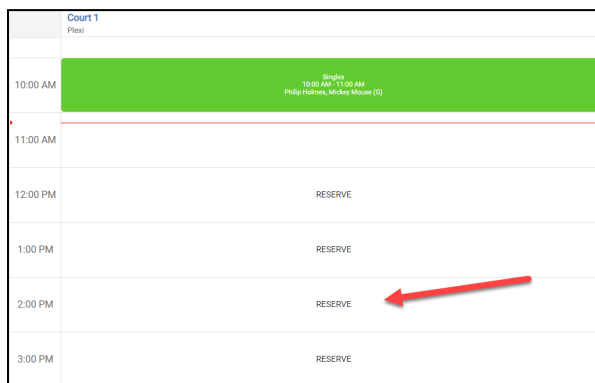 Court 1
Plexi
10:00 AM
Singles
10:00 AM - 11:00 AM
Philip Holmes, Mickey Mouse (G)
11:00 AM
12:00 PM RESERVE
1:00 PM RESERVE
2:00 PM RESERVE
3:00 PM RESERVE